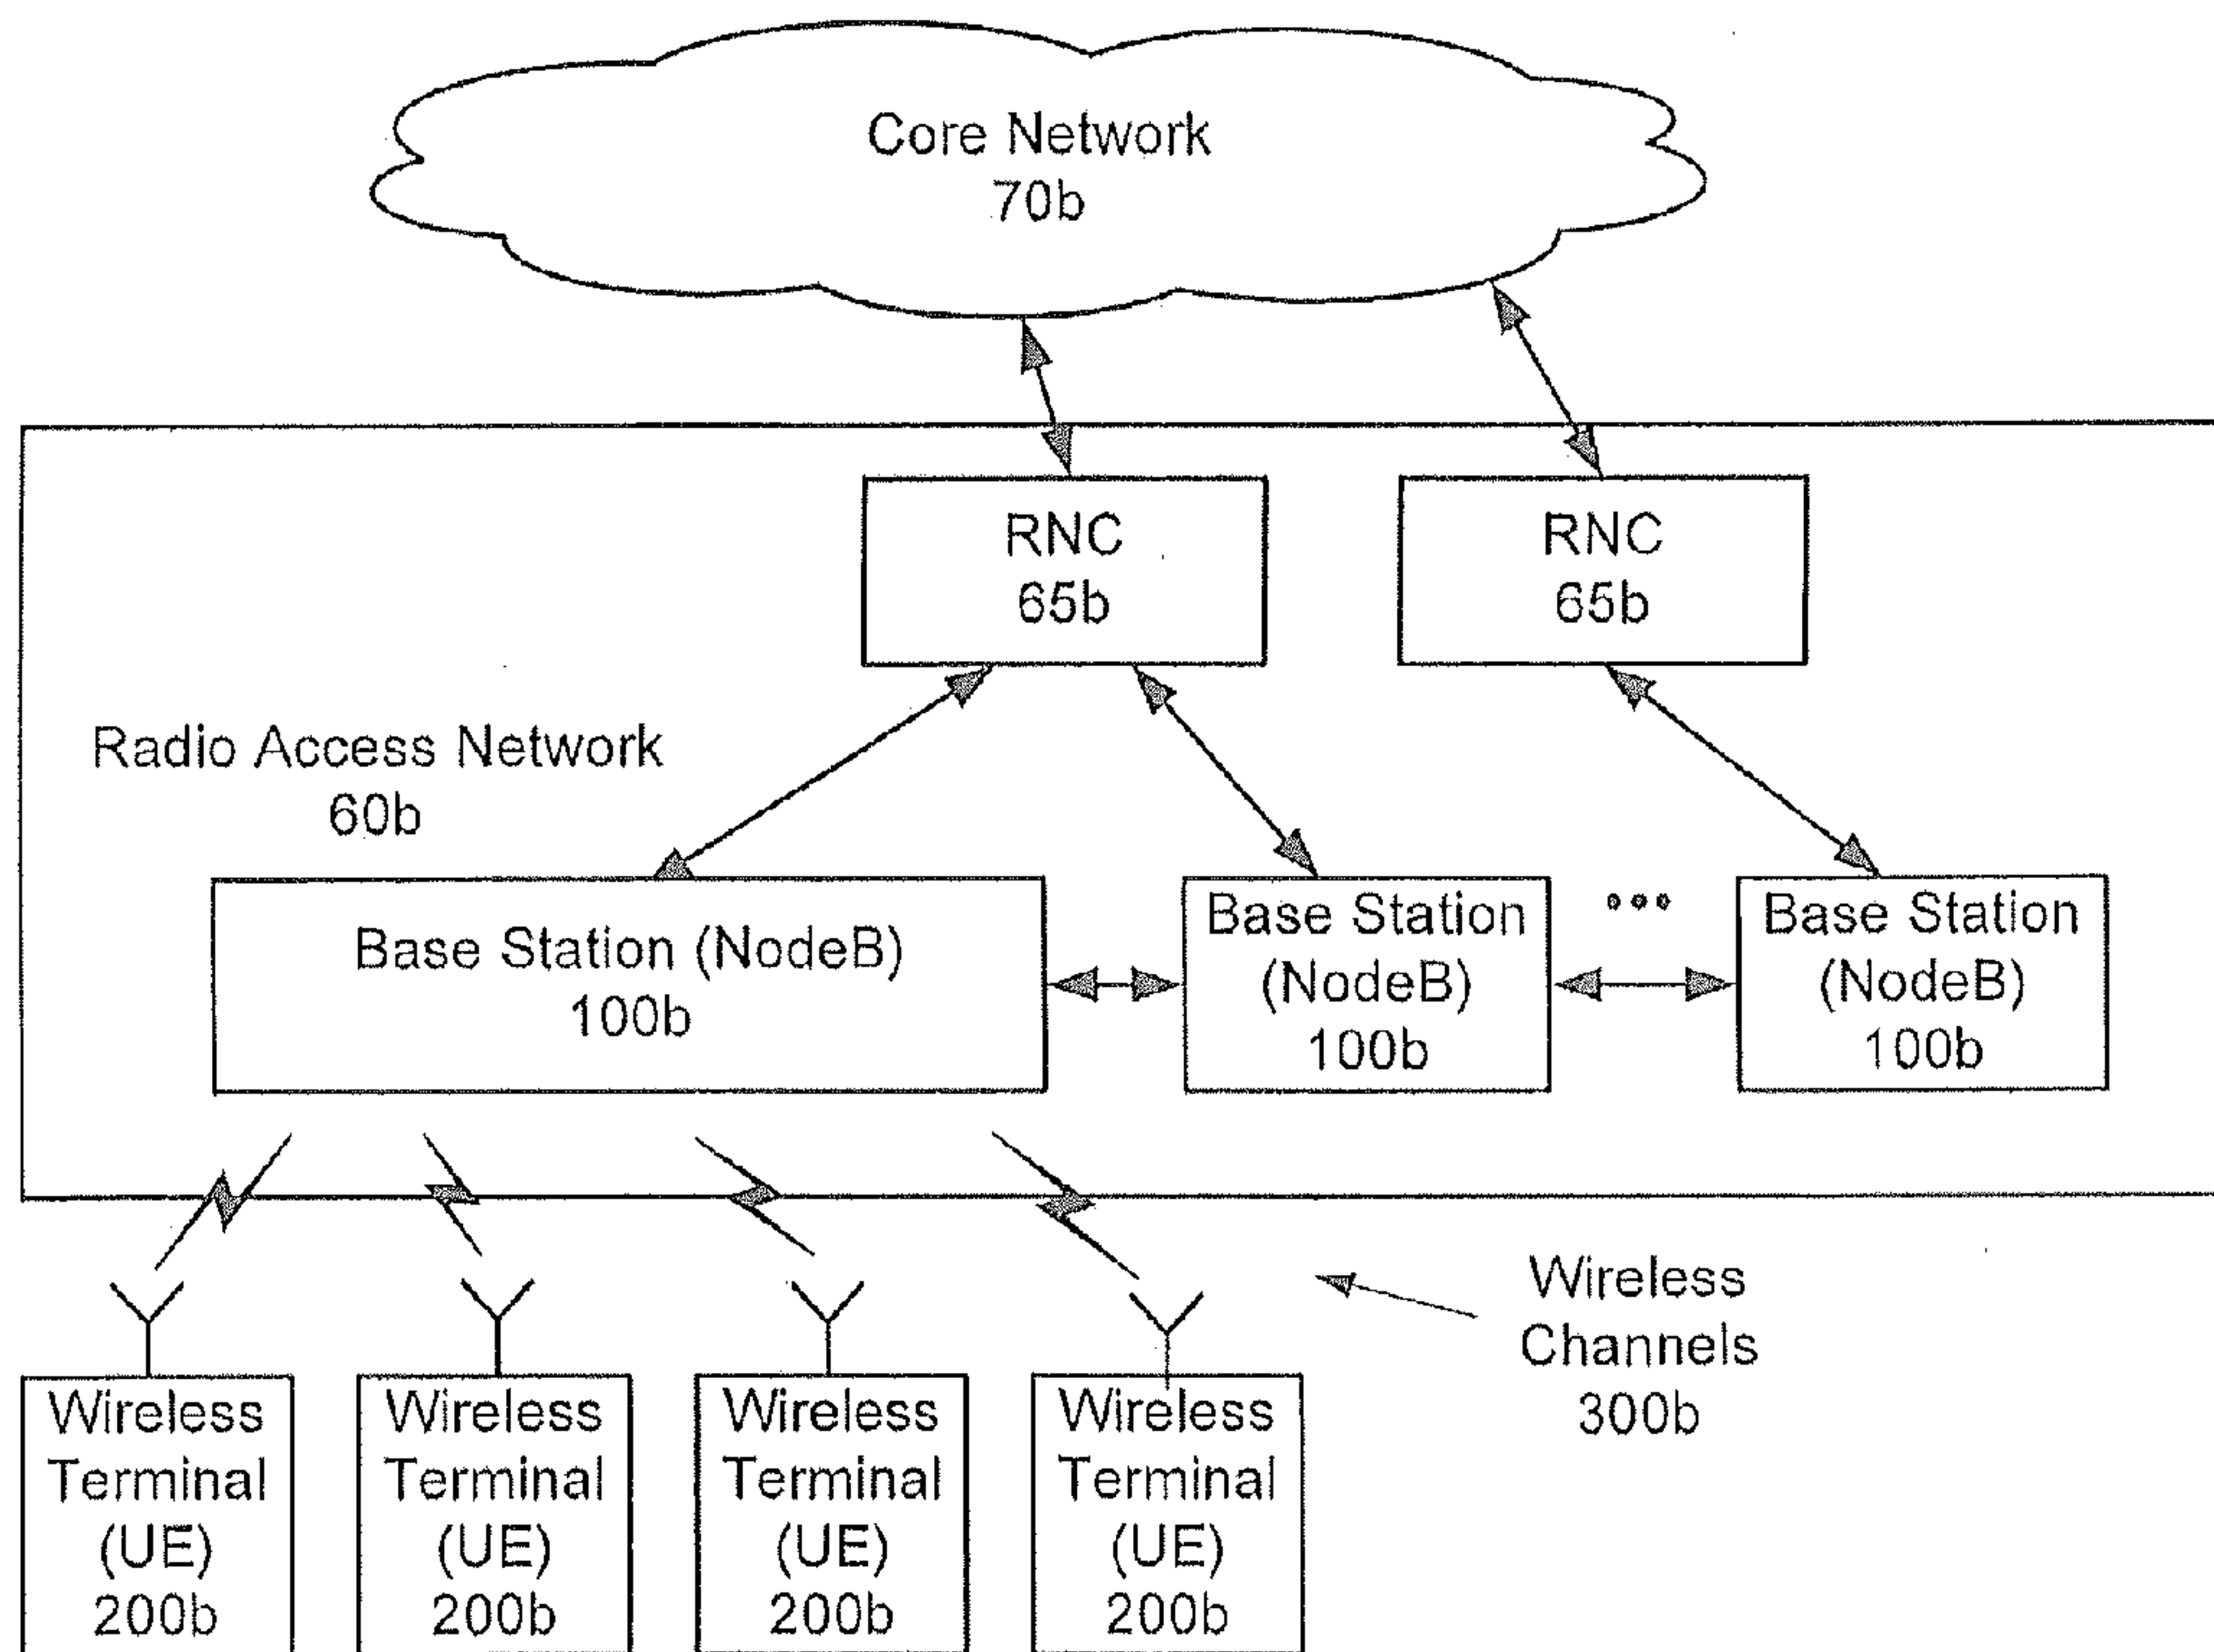 Core Network
70b
RNC
65b
RNC
65b
Radio Access Network
60b
Base Station (NodeB)
100b
Base Station
(NodeB)
100b
Base Station
(NodeB)
100b
Wireless
Channels
300b
Wireless
Terminal
(UE)
200b
Wireless
Terminal
(UE)
200b
Wireless
Terminal
(UE)
200b
Wireless
Terminal
(UE)
200b